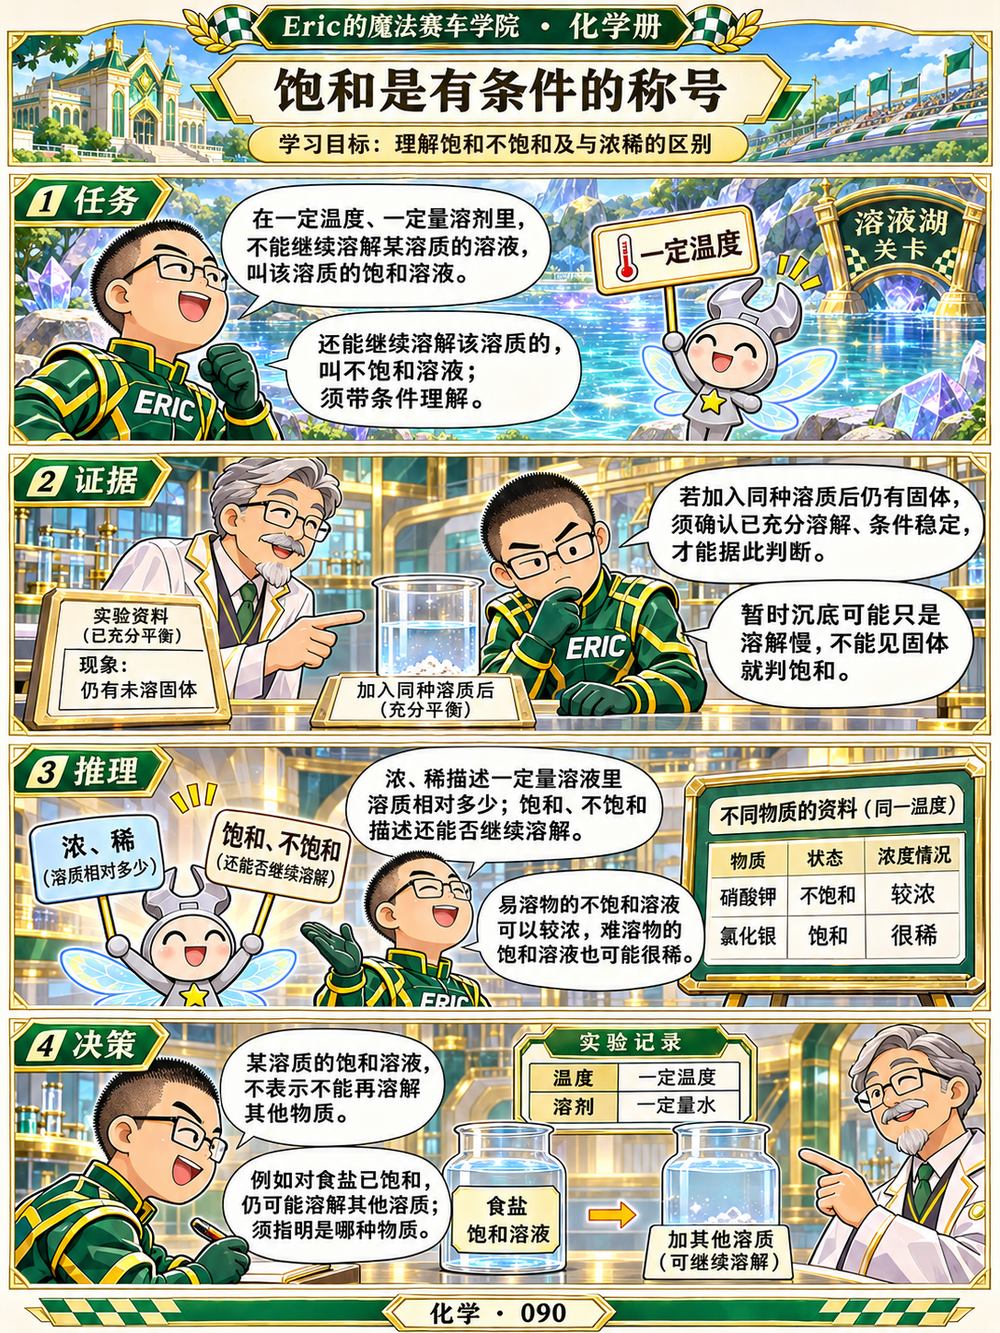 Eric的魔法赛车学院 · 化学册
饱和是有条件的称号
学习目标：理解饱和不饱和及与浓稀的区别
1 任务
在一定温度、一定量溶剂里，
不能继续溶解某溶质的溶液，
叫该溶质的饱和溶液。
还能继续溶解该溶质的，
叫不饱和溶液；
须带条件理解。
ERIC
一定温度
溶液湖
关卡
2 证据
实验资料
（已充分平衡）
现象：
仍有未溶固体
加入同种溶质后
（充分平衡）
ERIC
若加入同种溶质后仍有固体，
须确认已充分溶解、条件稳定，
才能据此判断。
暂时沉底可能只是
溶解慢，不能见固体
就判饱和。
3 推理
浓、稀
（溶质相对多少）
饱和、不饱和
（还能否继续溶解）
浓、稀描述一定量溶液里
溶质相对多少；饱和、不饱和
描述还能否继续溶解。
易溶物的不饱和溶液
可以较浓，难溶物的
饱和溶液也可能很稀。
ERIC
不同物质的资料（同一温度）
物质 状态 浓度情况
硝酸钾 不饱和 较浓
氯化银 饱和 很稀
4 决策
某溶质的饱和溶液，
不表示不能再溶解
其他物质。
例如对食盐已饱和，
仍可能溶解其他溶质；
须指明是哪种物质。
实验记录
温度 一定温度
溶剂 一定量水
食盐
饱和溶液
加其他溶质
（可继续溶解）
化学 · 090